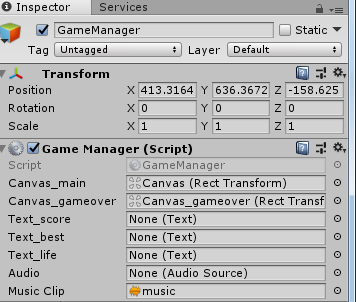 Inspector Services
GameManager Static
Tag Untagged Layer Default
Transform
Position X 413.3164 Y 636.3672 Z -158.625
Rotation X 0 Y 0 Z 0
Scale X 1 Y 1 Z 1
Game Manager (Script)
Script GameManager
Canvas_main Canvas (Rect Transform)
Canvas_gameover Canvas_gameover (Rect Transf
Text_score None (Text)
Text_best None (Text)
Text_life None (Text)
Audio None (Audio Source)
Music Clip music